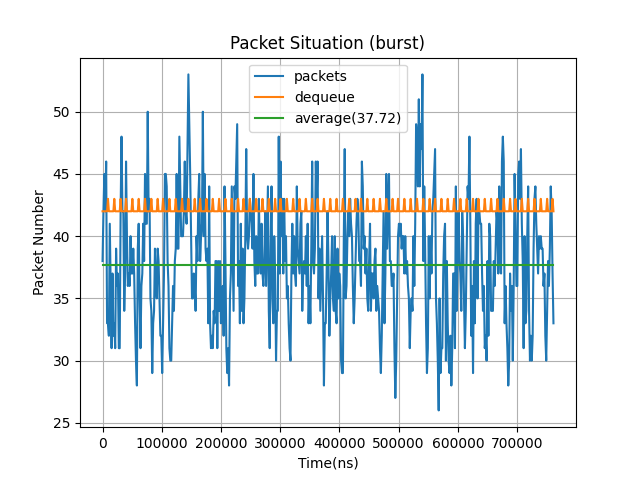 Packet Situation (burst)
packets
dequeue
average(37.72)
Packet Number
50
45
40
35
30
25
0 100000 200000 300000 400000 500000 600000 700000
Time(ns)